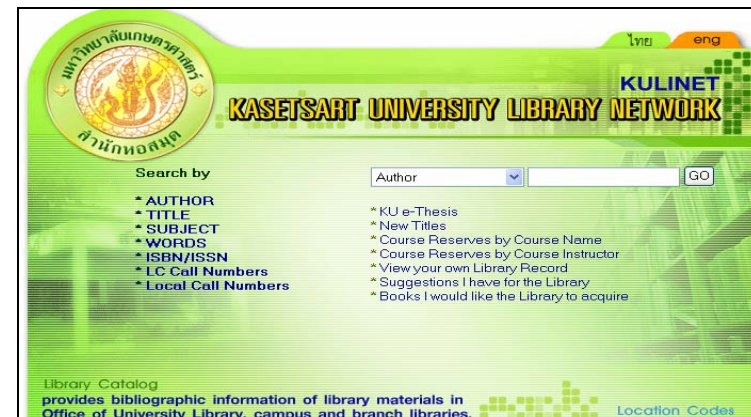 มหาวิทยาลัยเกษตรศาสตร์
สำนักหอสมุด
ไทย eng
KULINET
KASETSART UNIVERSITY LIBRARY NETWORK
Search by
Author GO
* AUTHOR
* TITLE
* SUBJECT
* WORDS
* ISBN/ISSN
* LC Call Numbers
* Local Call Numbers
* KU e-Thesis
* New Titles
* Course Reserves by Course Name
* Course Reserves by Course Instructor
* View your own Library Record
* Suggestions I have for the Library
* Books I would like the Library to acquire
Library Catalog
provides bibliographic information of library materials in
Office of University Library, campus and branch libraries.
Location Codes